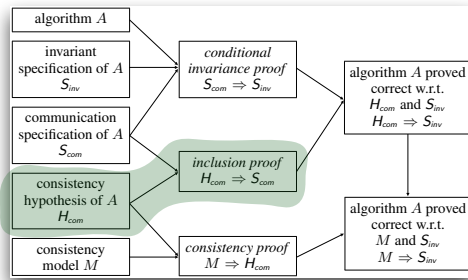 algorithm A
invariant
specification of A
S_inv
communication
specification of A
S_com
consistency
hypothesis of A
H_com
consistency
model M
conditional
invariance proof
S_com ⇒ S_inv
inclusion proof
H_com ⇒ S_com
consistency proof
M ⇒ H_com
algorithm A proved
correct w.r.t.
H_com and S_inv
H_com ⇒ S_inv
algorithm A proved
correct w.r.t.
M and S_inv
M ⇒ S_inv